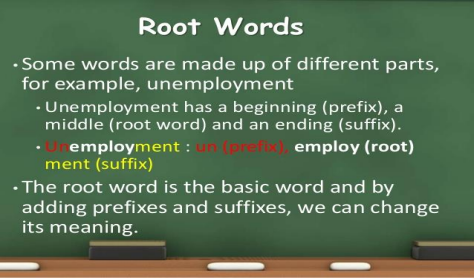 Root Words
• Some words are made up of different parts,
for example, unemployment
• Unemployment has a beginning (prefix), a
middle (root word) and an ending (suffix).
• Unemployment : un (prefix), employ (root)
ment (suffix)
• The root word is the basic word and by
adding prefixes and suffixes, we can change
its meaning.